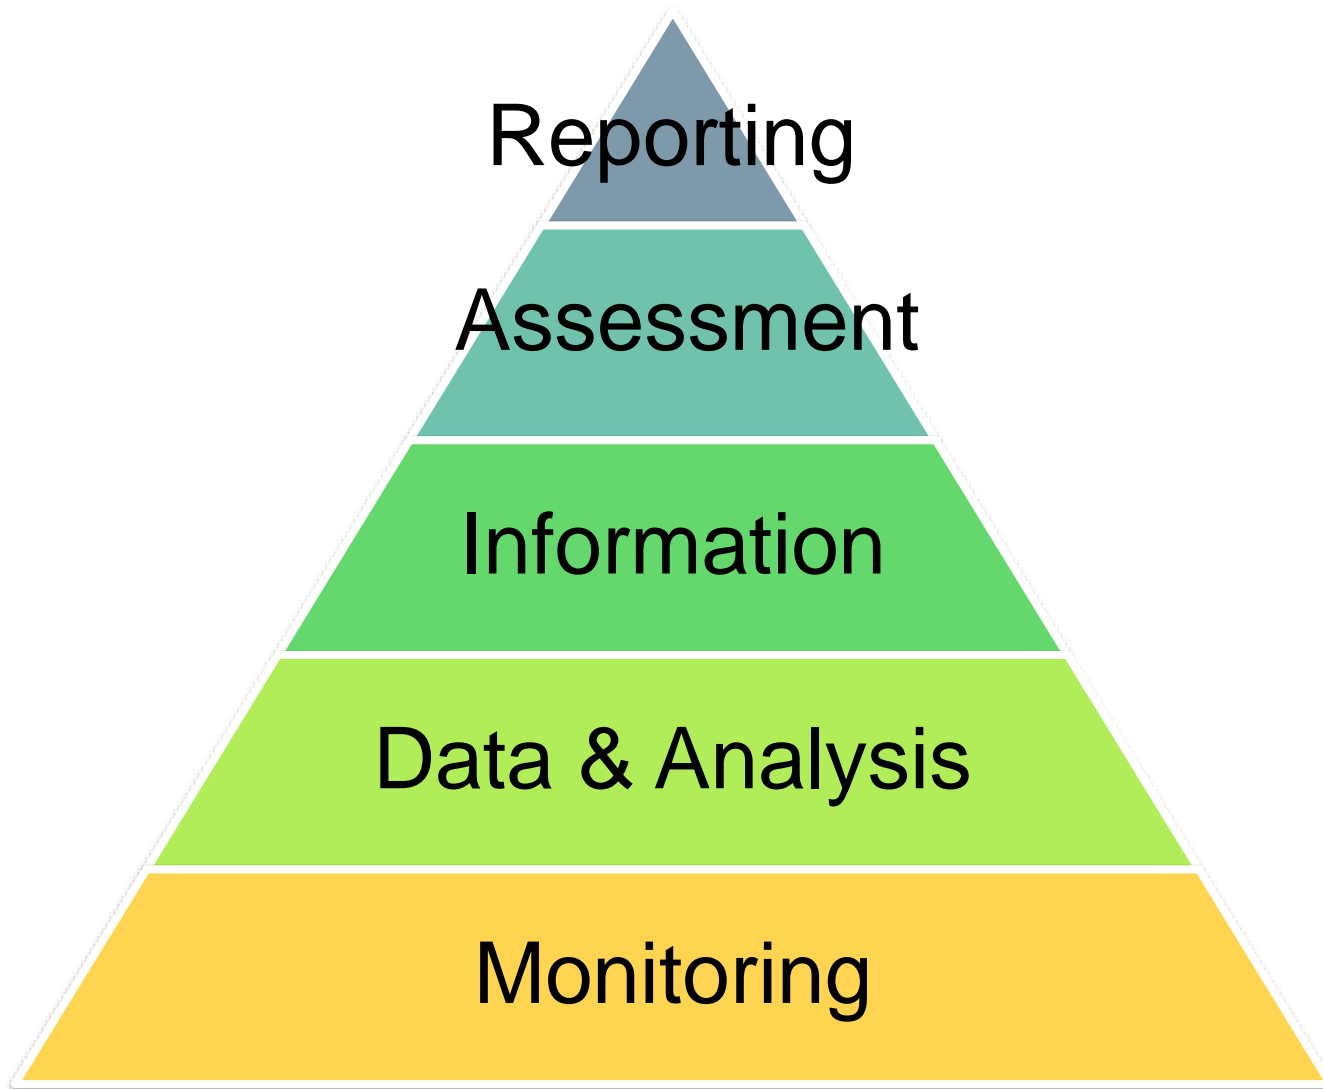 Reporting
Assessment
Information
Data & Analysis
Monitoring